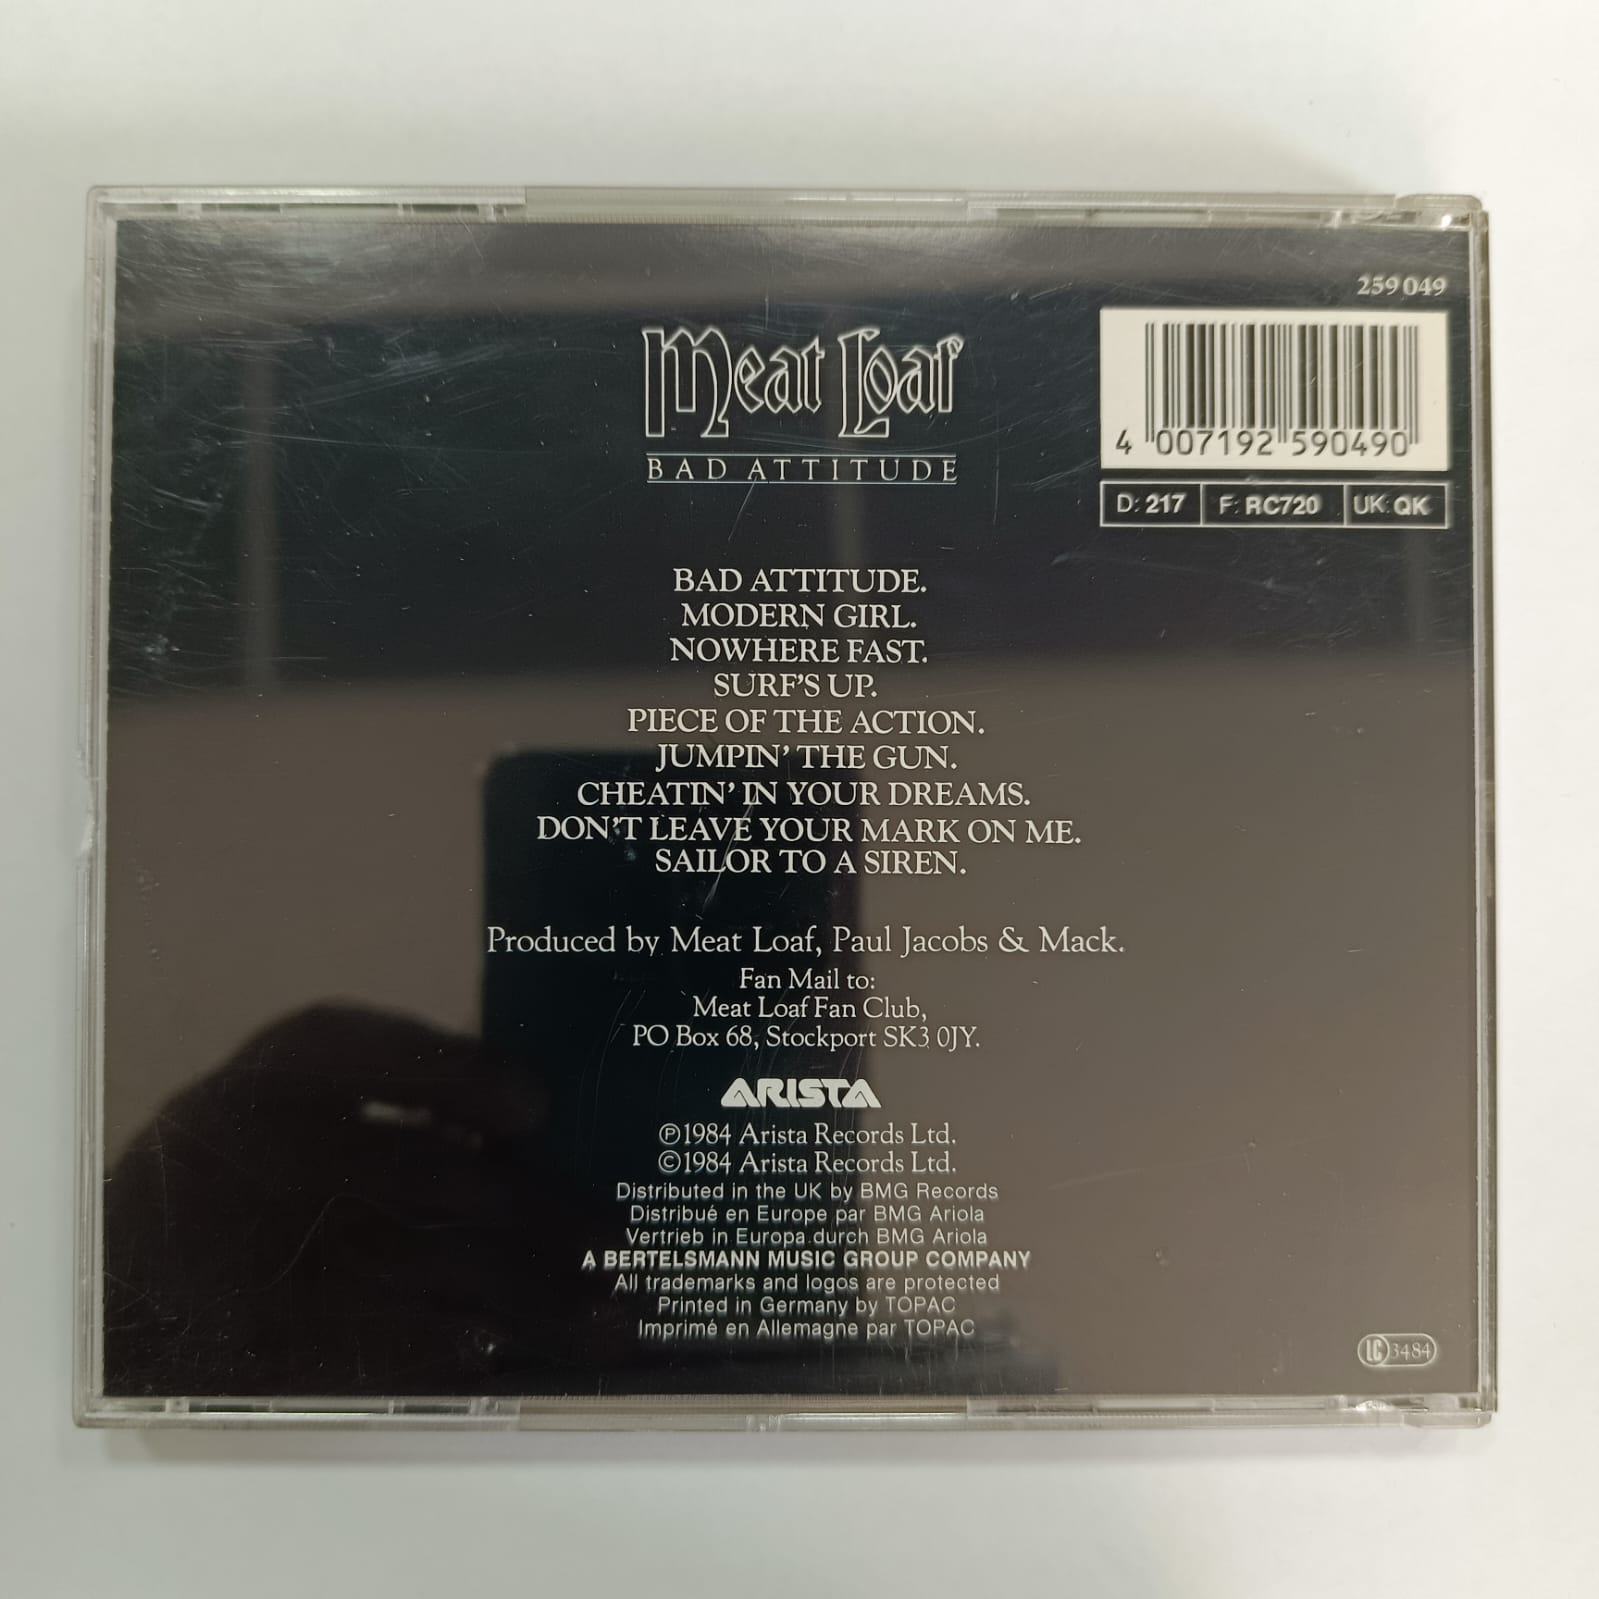 259 049
Meat Loaf
BAD ATTITUDE
4 007192 590490
D: 217 F: RC720 UK: QK
BAD ATTITUDE.
MODERN GIRL.
NOWHERE FAST.
SURF'S UP.
PIECE OF THE ACTION.
JUMPIN' THE GUN.
CHEATIN' IN YOUR DREAMS.
DON'T LEAVE YOUR MARK ON ME.
SAILOR TO A SIREN.
Produced by Meat Loaf, Paul Jacobs & Mack.
Fan Mail to:
Meat Loaf Fan Club,
PO Box 68, Stockport SK3 0JY.
ARISTA
℗1984 Arista Records Ltd.
©1984 Arista Records Ltd.
Distributed in the UK by BMG Records
Distribué en Europe par BMG Ariola
Vertrieb in Europa durch BMG Ariola
A BERTELSMANN MUSIC GROUP COMPANY
All trademarks and logos are protected
Printed in Germany by TOPAC
Imprimé en Allemagne par TOPAC
LC 3484